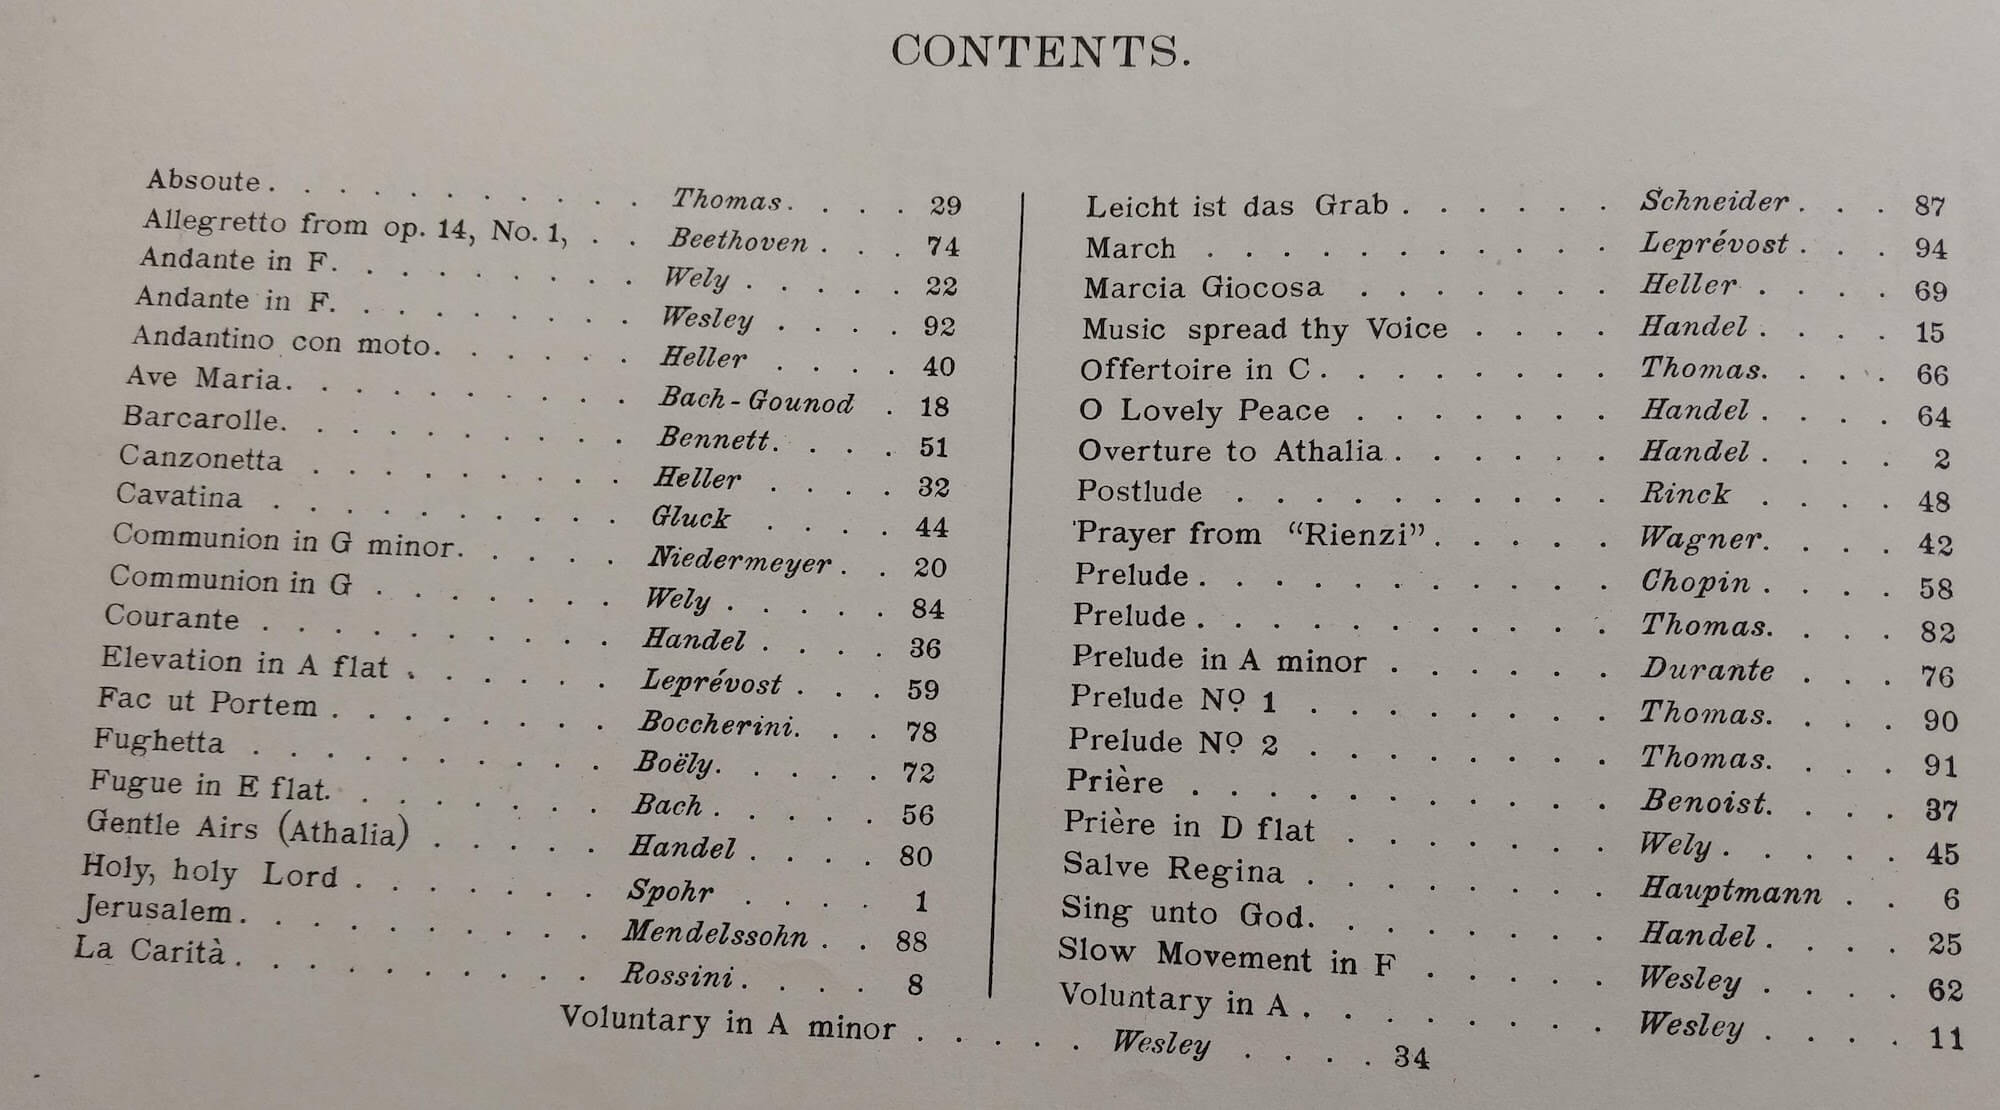 CONTENTS.
Absoute. . . . . . . . . . Thomas. . . . 29
Allegretto from op. 14, No. 1, . . Beethoven . . . 74
Andante in F. . . . . . . . . Wely . . . . . 22
Andante in F. . . . . . . . . Wesley . . . . 92
Andantino con moto. . . . . . Heller . . . . 40
Ave Maria. . . . . . . . . . Bach-Gounod . 18
Barcarolle. . . . . . . . . . Bennett. . . . 51
Canzonetta . . . . . . . . . Heller . . . . 32
Cavatina . . . . . . . . . . Gluck . . . . 44
Communion in G minor. . . . . Niedermeyer . . 20
Communion in G . . . . . . . Wely . . . . . 84
Courante . . . . . . . . . . Handel . . . . 36
Elevation in A flat . . . . . . Leprévost . . . 59
Fac ut Portem . . . . . . . . Boccherini. . . 78
Fughetta . . . . . . . . . . Boëly. . . . . 72
Fugue in E flat. . . . . . . . Bach . . . . . 56
Gentle Airs (Athalia) . . . . . Handel . . . . 80
Holy, holy Lord . . . . . . . Spohr . . . . 1
Jerusalem. . . . . . . . . . Mendelssohn . . 88
La Carità . . . . . . . . . . Rossini. . . . 8
Leicht ist das Grab . . . . . . Schneider . . . 87
March . . . . . . . . . . . Leprévost . . . 94
Marcia Giocosa . . . . . . . Heller . . . . 69
Music spread thy Voice . . . . Handel . . . . 15
Offertoire in C . . . . . . . . Thomas. . . . 66
O Lovely Peace . . . . . . . Handel . . . . 64
Overture to Athalia . . . . . . Handel . . . . 2
Postlude . . . . . . . . . . Rinck . . . . 48
Prayer from “Rienzi” . . . . . Wagner. . . . 42
Prelude . . . . . . . . . . . Chopin . . . . 58
Prelude . . . . . . . . . . . Thomas. . . . 82
Prelude in A minor . . . . . . Durante . . . 76
Prelude No. 1 . . . . . . . . Thomas. . . . 90
Prelude No. 2 . . . . . . . . Thomas. . . . 91
Prière . . . . . . . . . . . Benoist. . . . 37
Prière in D flat . . . . . . . Wely . . . . . 45
Salve Regina . . . . . . . . Hauptmann . . 6
Sing unto God. . . . . . . . Handel . . . . 25
Slow Movement in F . . . . . Wesley . . . . 62
Voluntary in A . . . . . . . . Wesley . . . . 11
Voluntary in A minor . . . . . Wesley . . . . 34